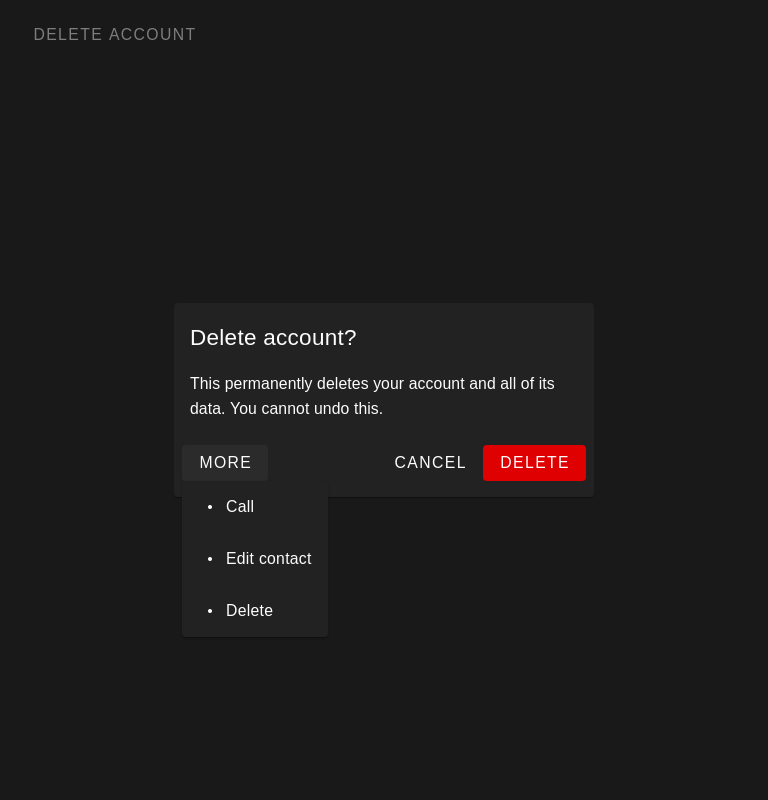 DELETE ACCOUNT
Delete account?
This permanently deletes your account and all of its
data. You cannot undo this.
MORE CANCEL DELETE
• Call
• Edit contact
• Delete